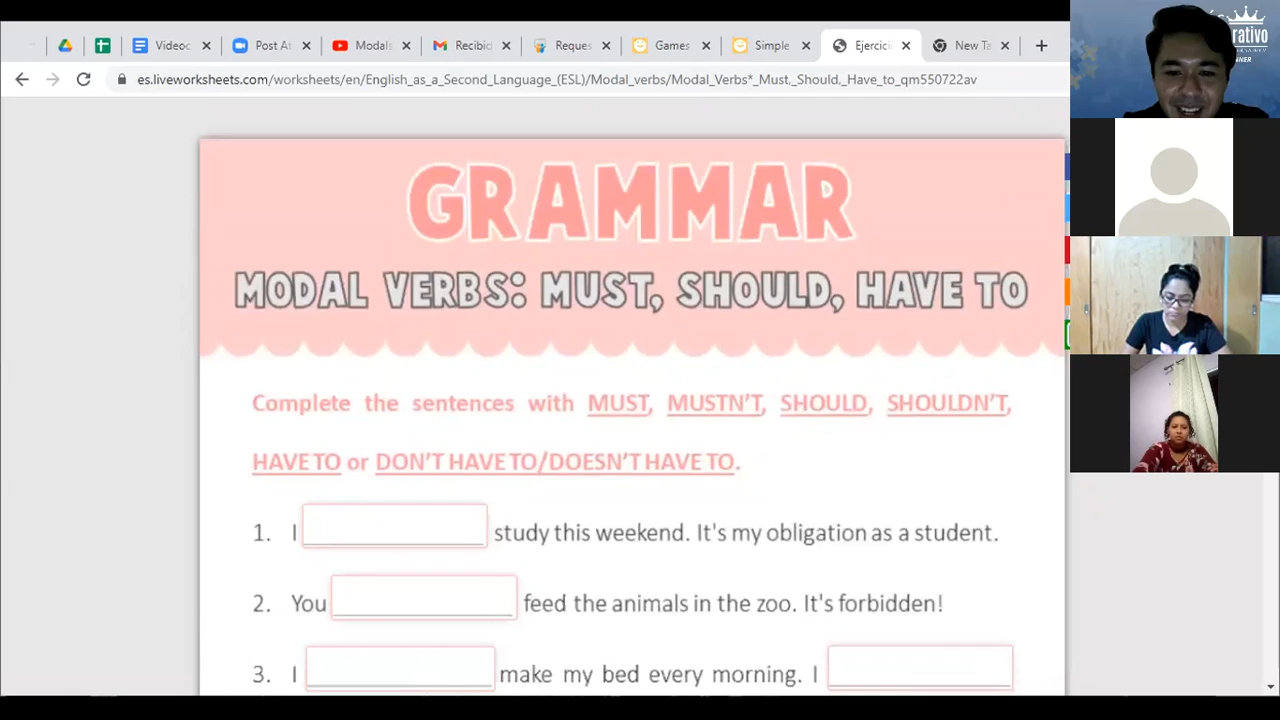 Videoc
Post At
Modals
Recibid
Reques
Games
Simple
Ejercici
New Ta
es.liveworksheets.com/worksheets/en/English_as_a_Second_Language_(ESL)/Modal_verbs/Modal_Verbs*_Must,_Should,_Have_to_qm550722av
GRAMMAR
MODAL VERBS: MUST, SHOULD, HAVE TO
Complete the sentences with MUST, MUSTN'T, SHOULD, SHOULDN'T,
HAVE TO or DON'T HAVE TO/DOESN'T HAVE TO.
1. I study this weekend. It's my obligation as a student.
2. You feed the animals in the zoo. It's forbidden!
3. I make my bed every morning. I